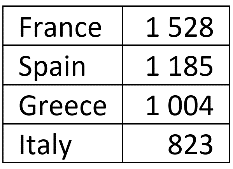 France 1 528
Spain 1 185
Greece 1 004
Italy 823